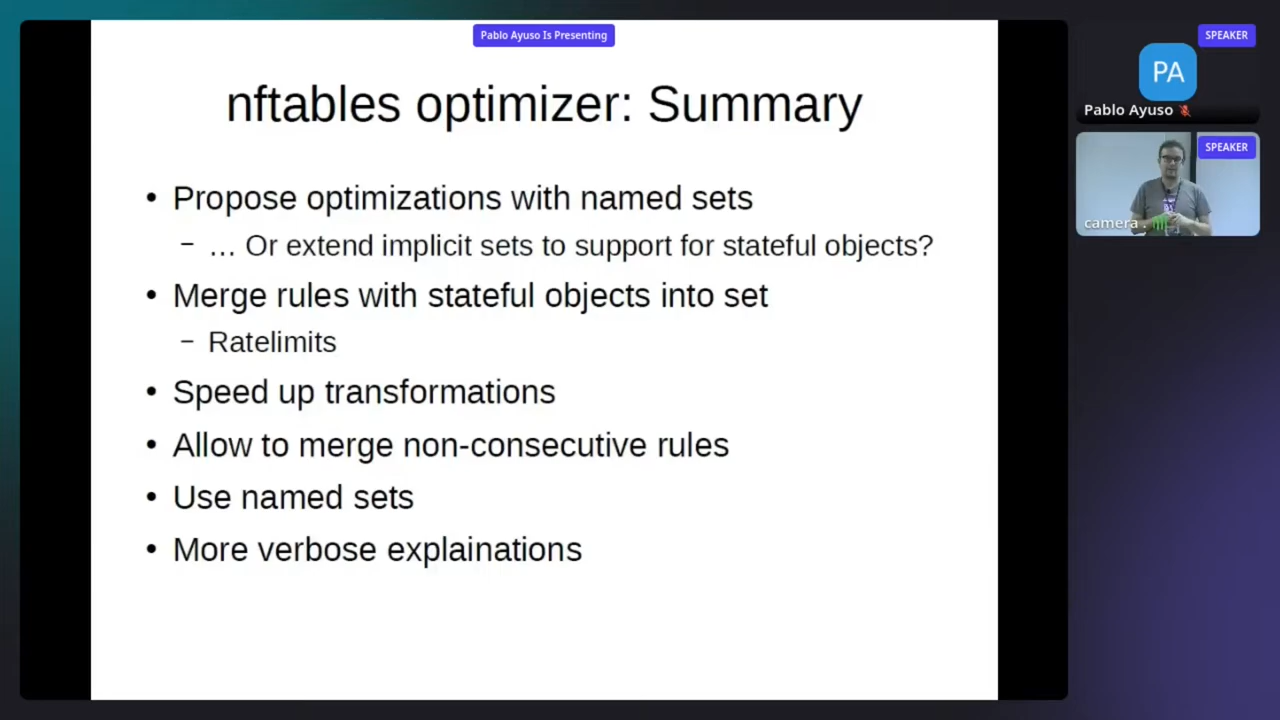 Pablo Ayuso Is Presenting
nftables optimizer: Summary
• Propose optimizations with named sets
– … Or extend implicit sets to support for stateful objects?
• Merge rules with stateful objects into set
– Ratelimits
• Speed up transformations
• Allow to merge non-consecutive rules
• Use named sets
• More verbose explainations
SPEAKER
PA
Pablo Ayuso
SPEAKER
camera .